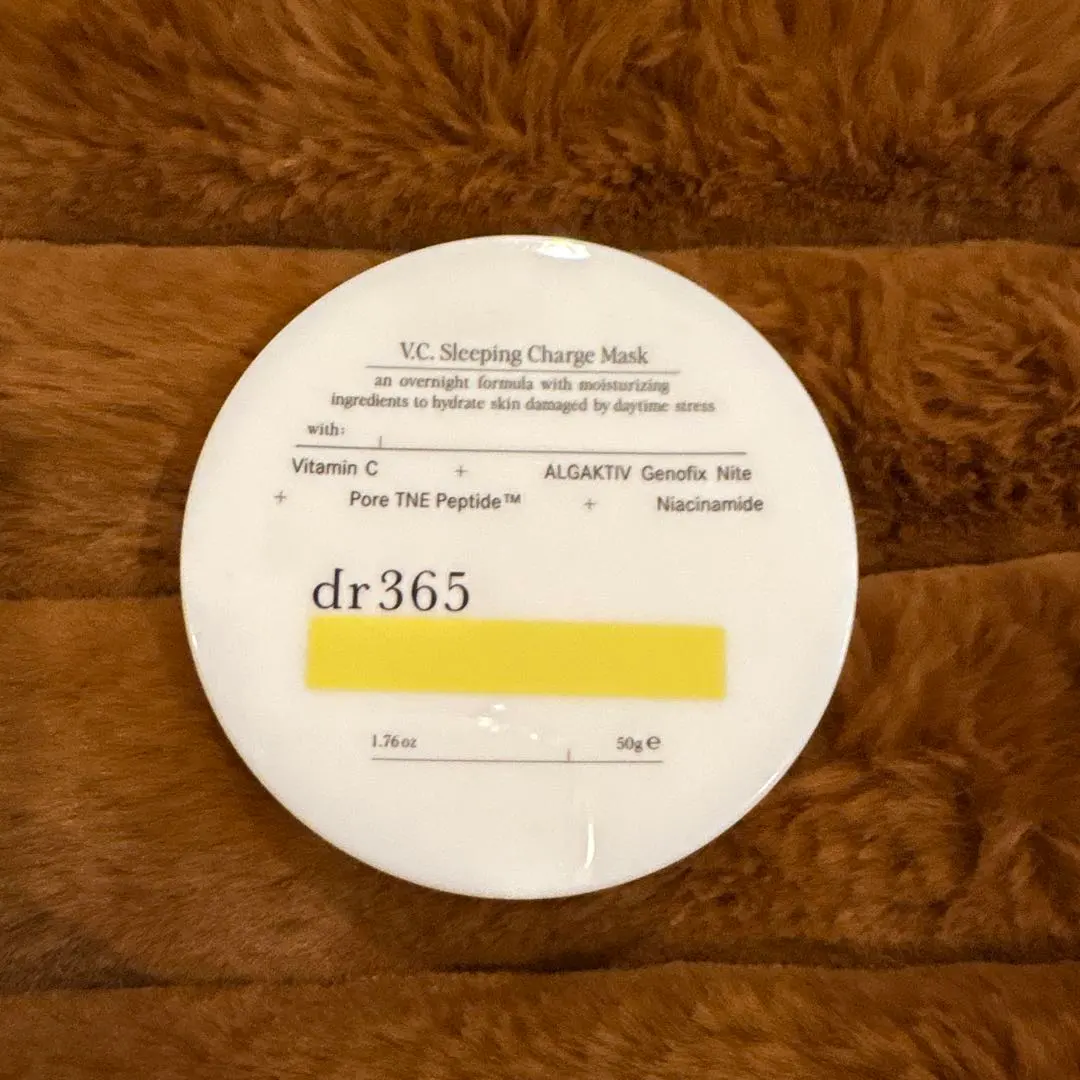 V.C. Sleeping Charge Mask
an overnight formula with moisturizing
ingredients to hydrate skin damaged by daytime stress
with:
Vitamin C + ALGAKTIV Genofix Nite
+ Pore TNE Peptide™ + Niacinamide
dr365
1.76 oz 50g ℮